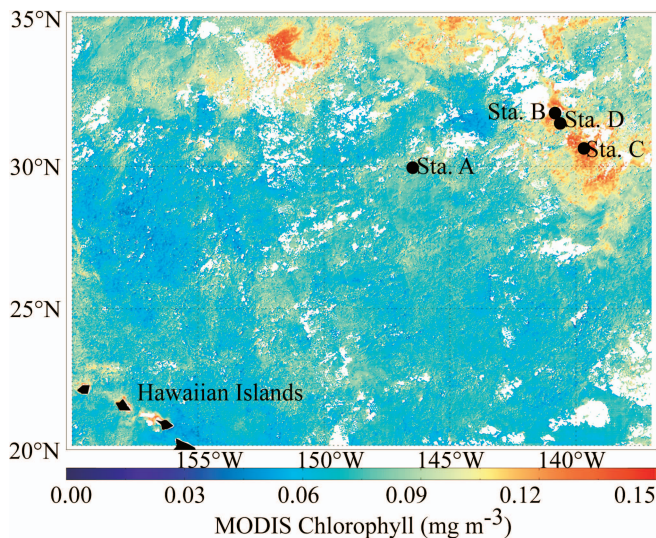 35°N
Sta. B
Sta. D
Sta. C
30°N
Sta. A
25°N
Hawaiian Islands
20°N
155°W 150°W 145°W 140°W
0.00 0.03 0.06 0.09 0.12 0.15
MODIS Chlorophyll (mg m-3)